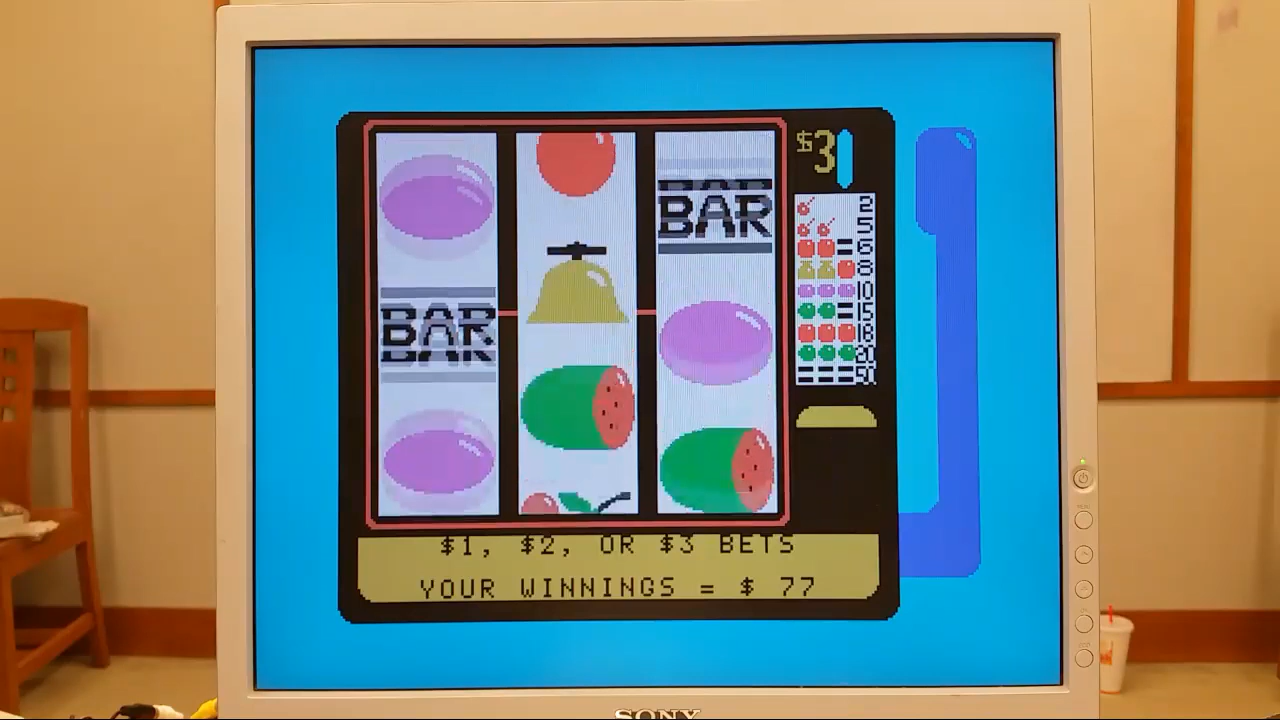 BAR
$3
BAR
2
5
6
8
10
15
18
20
50
$1, $2, OR $3 BETS
YOUR WINNINGS = $ 77
SONY